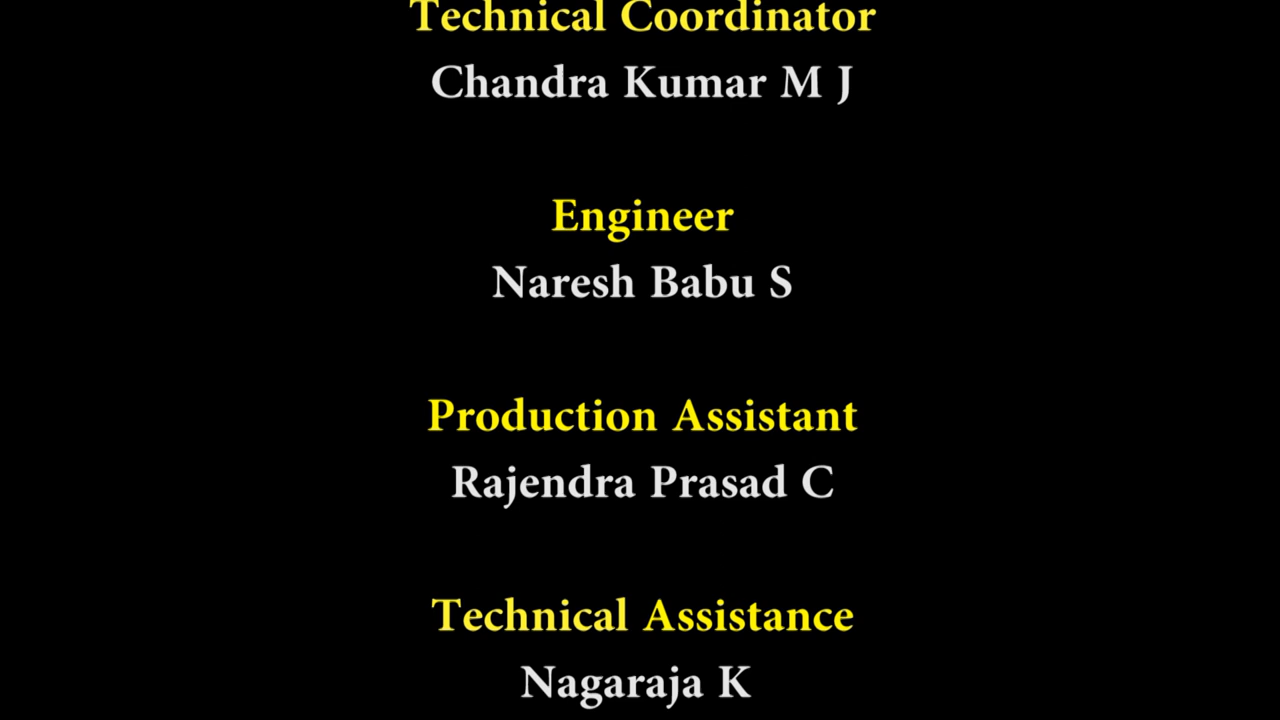 Technical Coordinator
Chandra Kumar M J
Engineer
Naresh Babu S
Production Assistant
Rajendra Prasad C
Technical Assistance
Nagaraja K